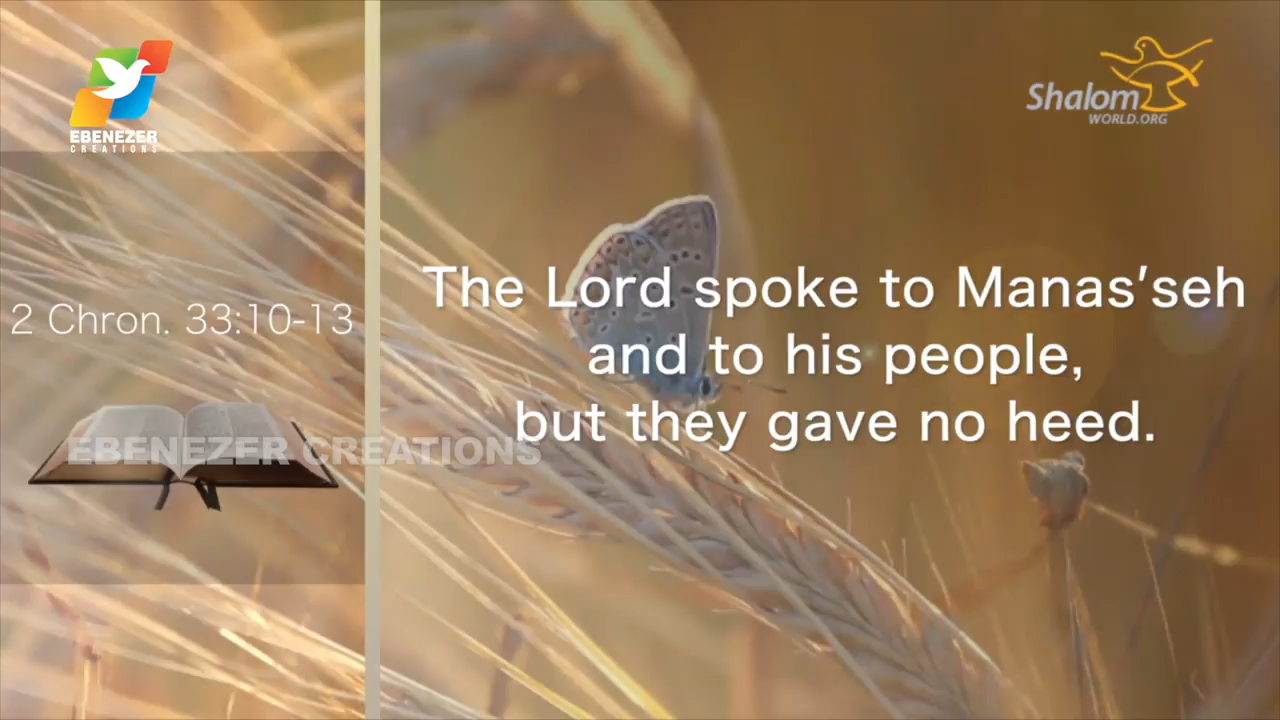 EBENEZER
CREATIONS
Shalom
WORLD.ORG
2 Chron. 33:10-13
The Lord spoke to Manas'seh
and to his people,
but they gave no heed.
EBENEZER CREATIONS